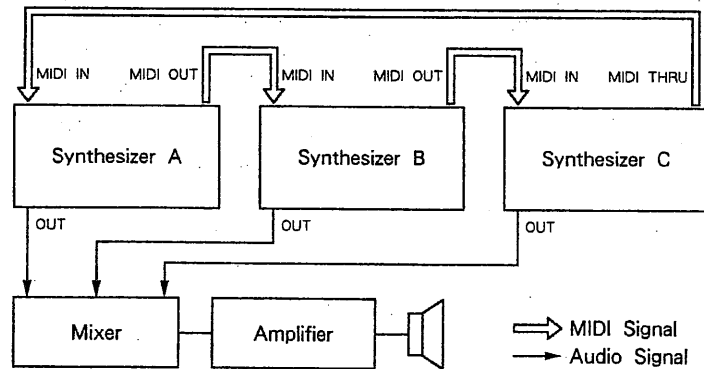 MIDI IN MIDI OUT MIDI IN MIDI OUT MIDI IN MIDI THRU
Synthesizer A Synthesizer B Synthesizer C
OUT OUT OUT
Mixer Amplifier
MIDI Signal
Audio Signal